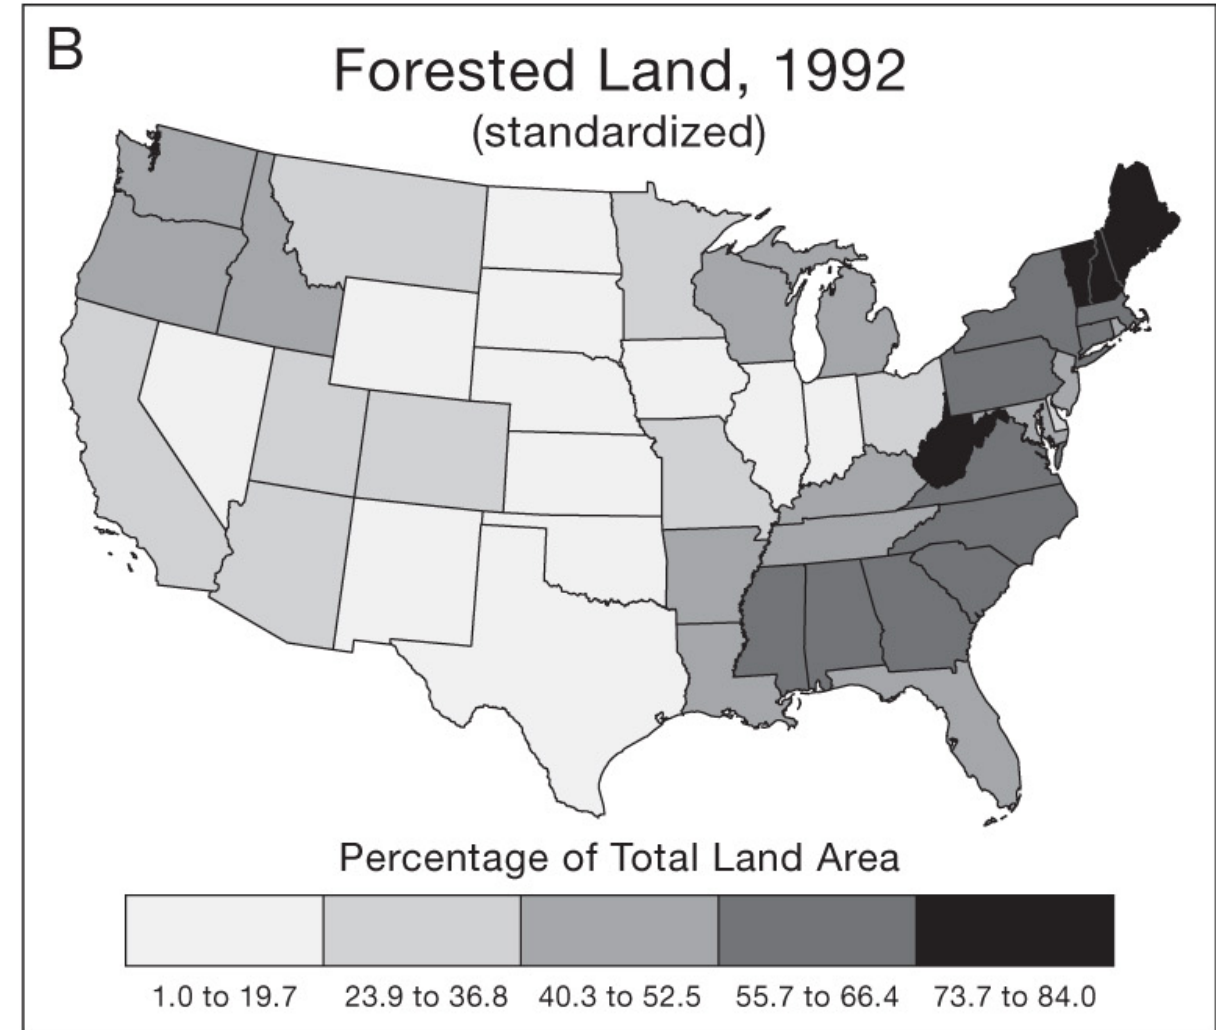 B
Forested Land, 1992
(standardized)
Percentage of Total Land Area
1.0 to 19.7 23.9 to 36.8 40.3 to 52.5 55.7 to 66.4 73.7 to 84.0